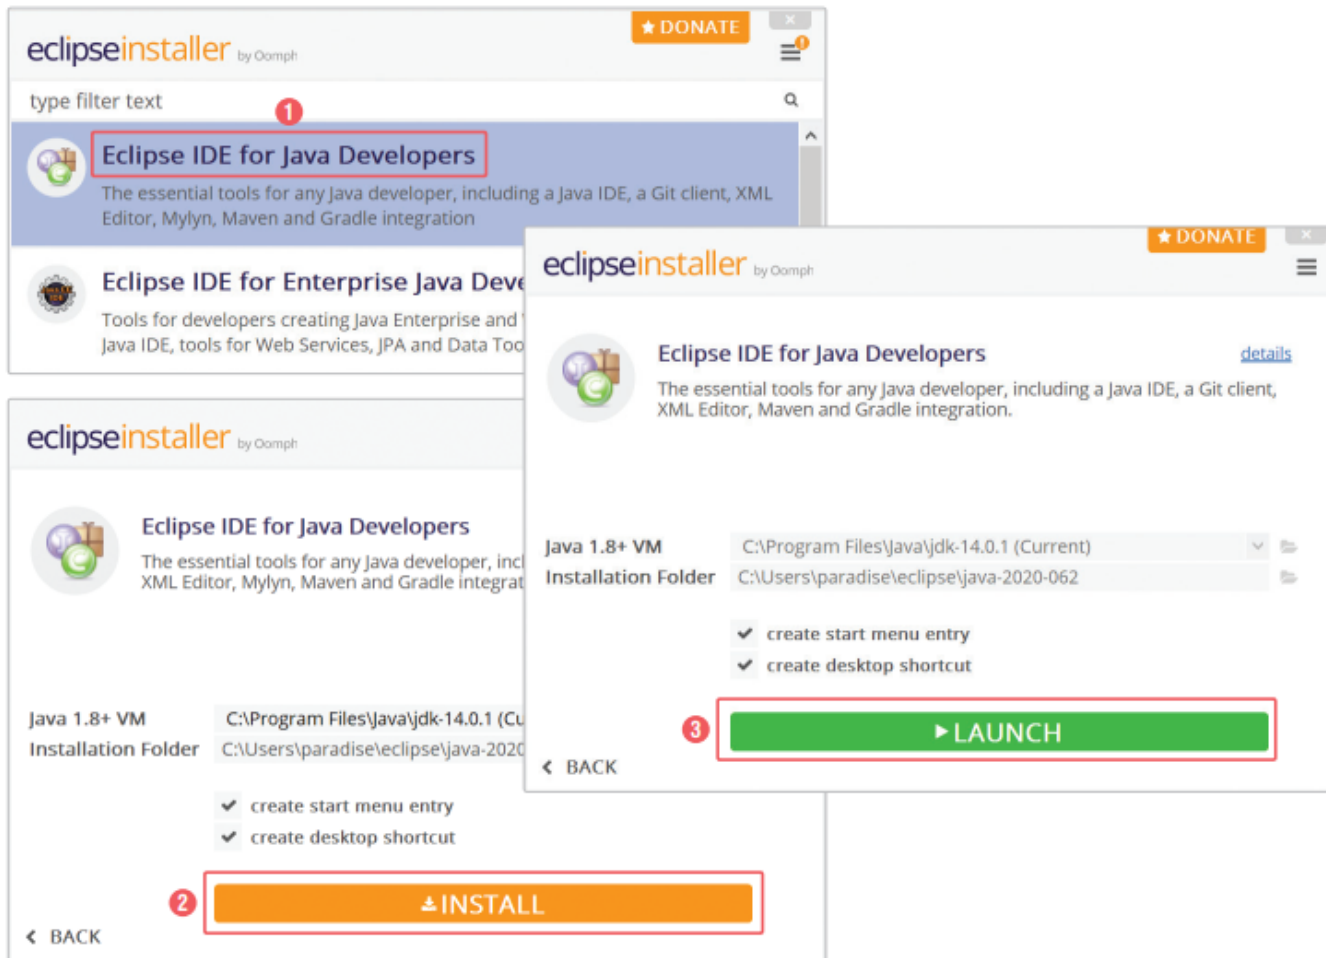 ★ DONATE
eclipseinstaller by Oomph
type filter text
1
Eclipse IDE for Java Developers
The essential tools for any Java developer, including a Java IDE, a Git client, XML
Editor, Mylyn, Maven and Gradle integration
Eclipse IDE for Enterprise Java Deve
Tools for developers creating Java Enterprise and
Java IDE, tools for Web Services, JPA and Data Too
eclipseinstaller by Oomph
Eclipse IDE for Java Developers
The essential tools for any Java developer, incl
XML Editor, Mylyn, Maven and Gradle integrat
Java 1.8+ VM C:\Program Files\Java\jdk-14.0.1 (Cu
Installation Folder C:\Users\paradise\eclipse\java-2020
✔ create start menu entry
✔ create desktop shortcut
2 INSTALL
< BACK
★ DONATE
eclipseinstaller by Oomph
Eclipse IDE for Java Developers details
The essential tools for any Java developer, including a Java IDE, a Git client,
XML Editor, Maven and Gradle integration.
Java 1.8+ VM C:\Program Files\Java\jdk-14.0.1 (Current)
Installation Folder C:\Users\paradise\eclipse\java-2020-062
✔ create start menu entry
✔ create desktop shortcut
3 LAUNCH
< BACK